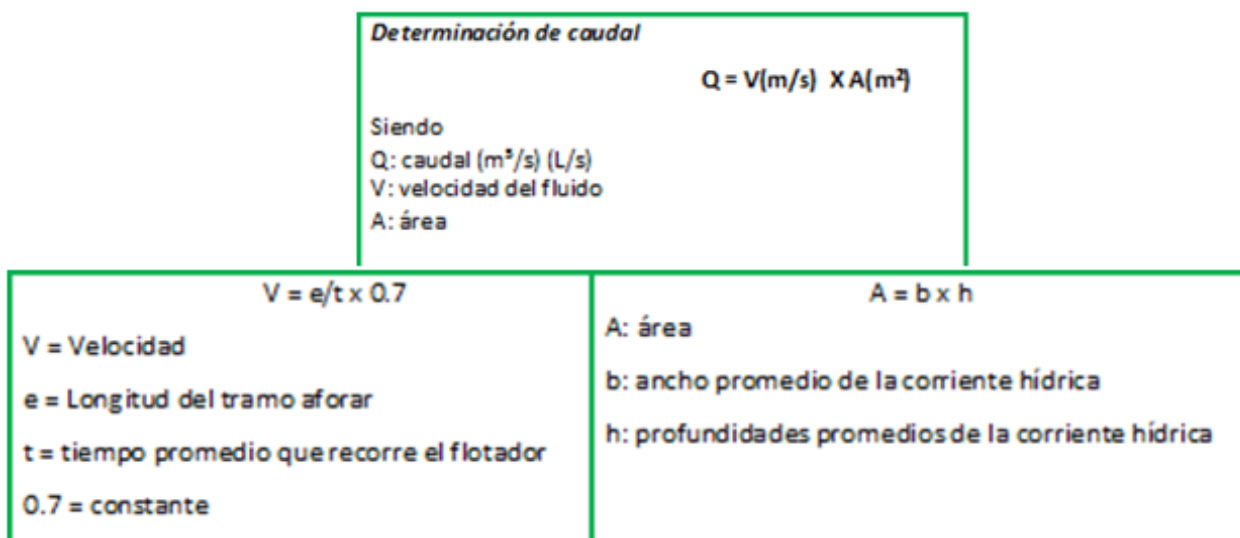 Determinación de caudal
Q = V(m/s) X A(m²)
Siendo
Q: caudal (m³/s) (L/s)
V: velocidad del fluido
A: área
V = e/t x 0.7
V = Velocidad
e = Longitud del tramo aforar
t = tiempo promedio que recorre el flotador
0.7 = constante
A = b x h
A: área
b: ancho promedio de la corriente hídrica
h: profundidades promedios de la corriente hídrica